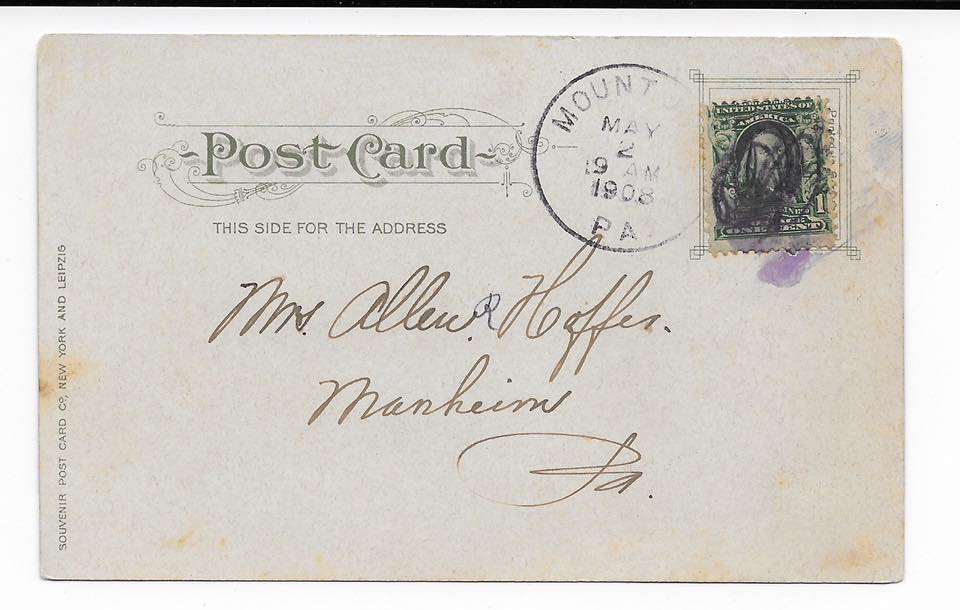 Post Card
THIS SIDE FOR THE ADDRESS
MOUNT
MAY
2
9 AM
1908
PA
UNITED STATES OF
AMERICA
1
ONE CENT
Mrs. Allen R Hoffer.
Manheim
Pa.
SOUVENIR POST CARD Co., NEW YORK AND LEIPZIG